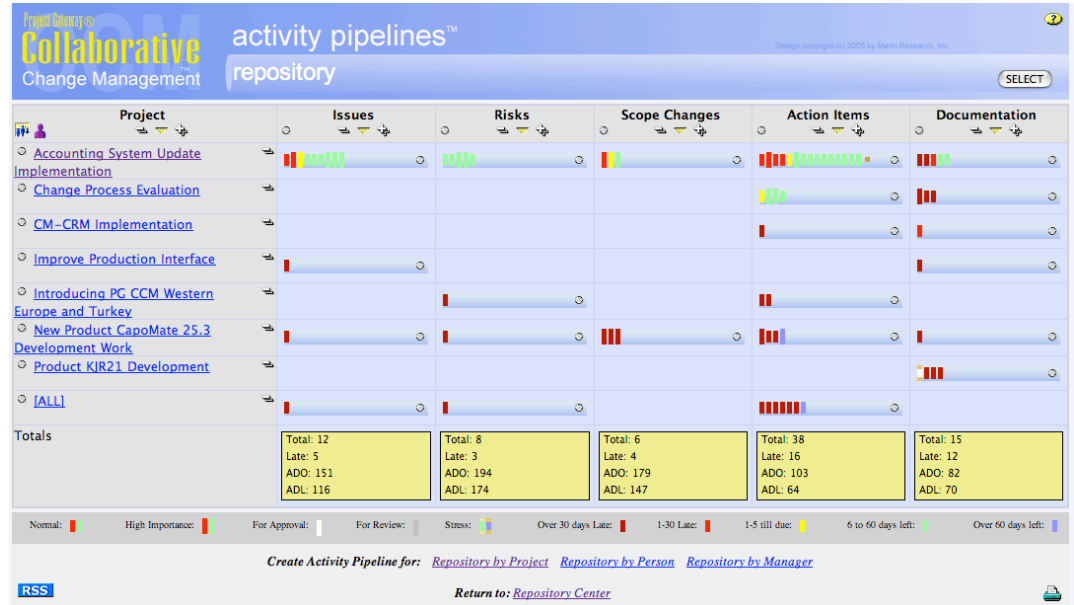 Project Gateway®
Collaborative™
Change Management
activity pipelines™
repository
Design copyright (c) 2005 by Mann Research, Inc.
?
SELECT
Project Issues Risks Scope Changes Action Items Documentation
Accounting System Update
Implementation
Change Process Evaluation
CM-CRM Implementation
Improve Production Interface
Introducing PG CCM Western
Europe and Turkey
New Product CapoMate 25.3
Development Work
Product KJR21 Development
[ALL]
Totals
Total: 12
Late: 5
ADO: 151
ADL: 116
Total: 8
Late: 3
ADO: 194
ADL: 174
Total: 6
Late: 4
ADO: 179
ADL: 147
Total: 38
Late: 16
ADO: 103
ADL: 64
Total: 15
Late: 12
ADO: 82
ADL: 70
Normal: High Importance: For Approval: For Review: Stress: Over 30 days Late: 1-30 Late: 1-5 till due: 6 to 60 days left: Over 60 days left:
Create Activity Pipeline for: Repository by Project Repository by Person Repository by Manager
RSS
Return to: Repository Center